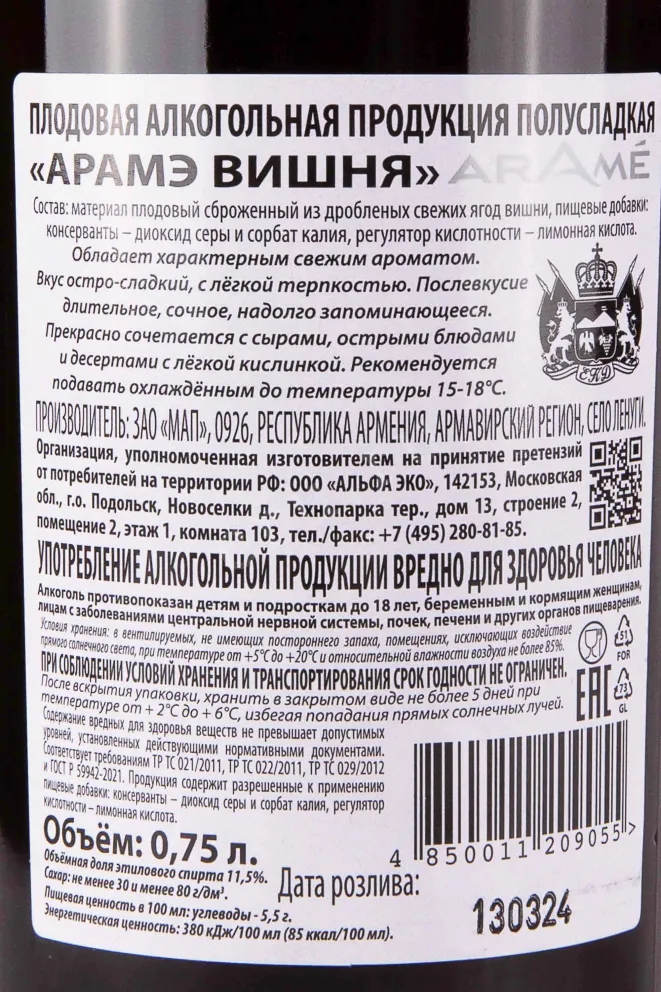 ПЛОДОВАЯ АЛКОГОЛЬНАЯ ПРОДУКЦИЯ ПОЛУСЛАДКАЯ
«АРАМЭ ВИШНЯ» ARAMÉ
Состав: материал плодовый сброженный из дробленых свежих ягод вишни, пищевые добавки:
консерванты – диоксид серы и сорбат калия, регулятор кислотности – лимонная кислота.
Обладает характерным свежим ароматом.
Вкус остро-сладкий, с лёгкой терпкостью. Послевкусие
длительное, сочное, надолго запоминающееся.
Прекрасно сочетается с сырами, острыми блюдами
и десертами с лёгкой кислинкой. Рекомендуется
подавать охлаждённым до температуры 15-18°С.
ЕКД
ПРОИЗВОДИТЕЛЬ: ЗАО «МАП», 0926, РЕСПУБЛИКА АРМЕНИЯ, АРМАВИРСКИЙ РЕГИОН, СЕЛО ЛЕНУГИ.
Организация, уполномоченная изготовителем на принятие претензий
от потребителей на территории РФ: ООО «АЛЬФА ЭКО», 142153, Московская
обл., г.о. Подольск, Новоселки д., Технопарка тер., дом 13, строение 2,
помещение 2, этаж 1, комната 103, тел./факс: +7 (495) 280-81-85.
УПОТРЕБЛЕНИЕ АЛКОГОЛЬНОЙ ПРОДУКЦИИ ВРЕДНО ДЛЯ ЗДОРОВЬЯ ЧЕЛОВЕКА
Алкоголь противопоказан детям и подросткам до 18 лет, беременным и кормящим женщинам,
лицам с заболеваниями центральной нервной системы, почек, печени и других органов пищеварения.
Условия хранения: в вентилируемых, не имеющих постороннего запаха, помещениях, исключающих воздействие
прямого солнечного света, при температуре от +5°С до +20°С и относительной влажности воздуха не более 85%.
51
FOR
ПРИ СОБЛЮДЕНИИ УСЛОВИЙ ХРАНЕНИЯ И ТРАНСПОРТИРОВАНИЯ СРОК ГОДНОСТИ НЕ ОГРАНИЧЕН.
После вскрытия упаковки, хранить в закрытом виде не более 5 дней при
температуре от + 2°С до + 6°С, избегая попадания прямых солнечных лучей.
EAC
73
GL
Содержание вредных для здоровья веществ не превышает допустимых
уровней, установленных действующими нормативными документами.
Соответствует требованиям ТР ТС 021/2011, ТР ТС 022/2011, ТР ТС 029/2012
и ГОСТ Р 59942-2021. Продукция содержит разрешенные к применению
пищевые добавки: консерванты – диоксид серы и сорбат калия, регулятор
кислотности – лимонная кислота.
Объём: 0,75 л.
Объёмная доля этилового спирта 11,5%.
Сахар: не менее 30 и менее 80 г/дм³.
Пищевая ценность в 100 мл: углеводы - 5,5 г.
Энергетическая ценность: 380 кДж/100 мл (85 ккал/100 мл).
4 850011 209055 >
Дата розлива:
130324